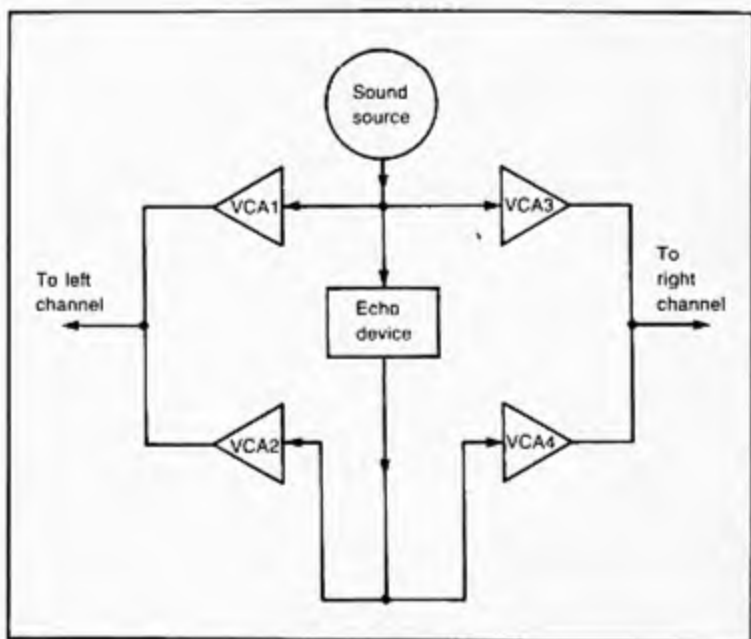 Sound
source
VCA1
VCA3
To left
channel
To
right
channel
Echo
device
VCA2
VCA4